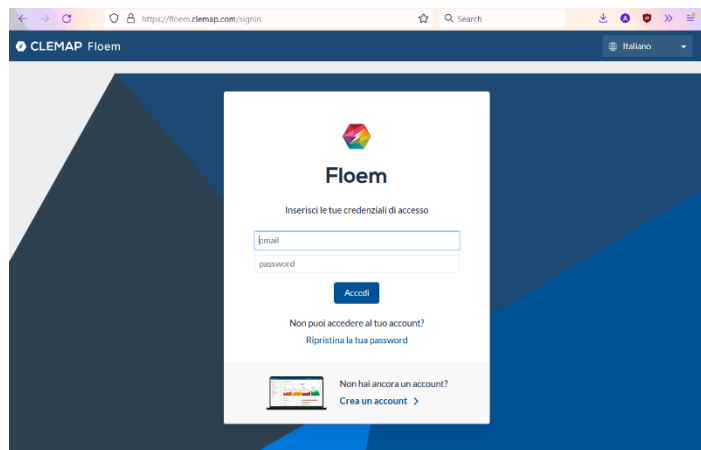 https://floem.clemap.com/signin
Search
CLEMAP Floem
Italiano
Floem
Inserisci le tue credenziali di accesso
email
password
Accedi
Non puoi accedere al tuo account?
Ripristina la tua password
Non hai ancora un account?
Crea un account